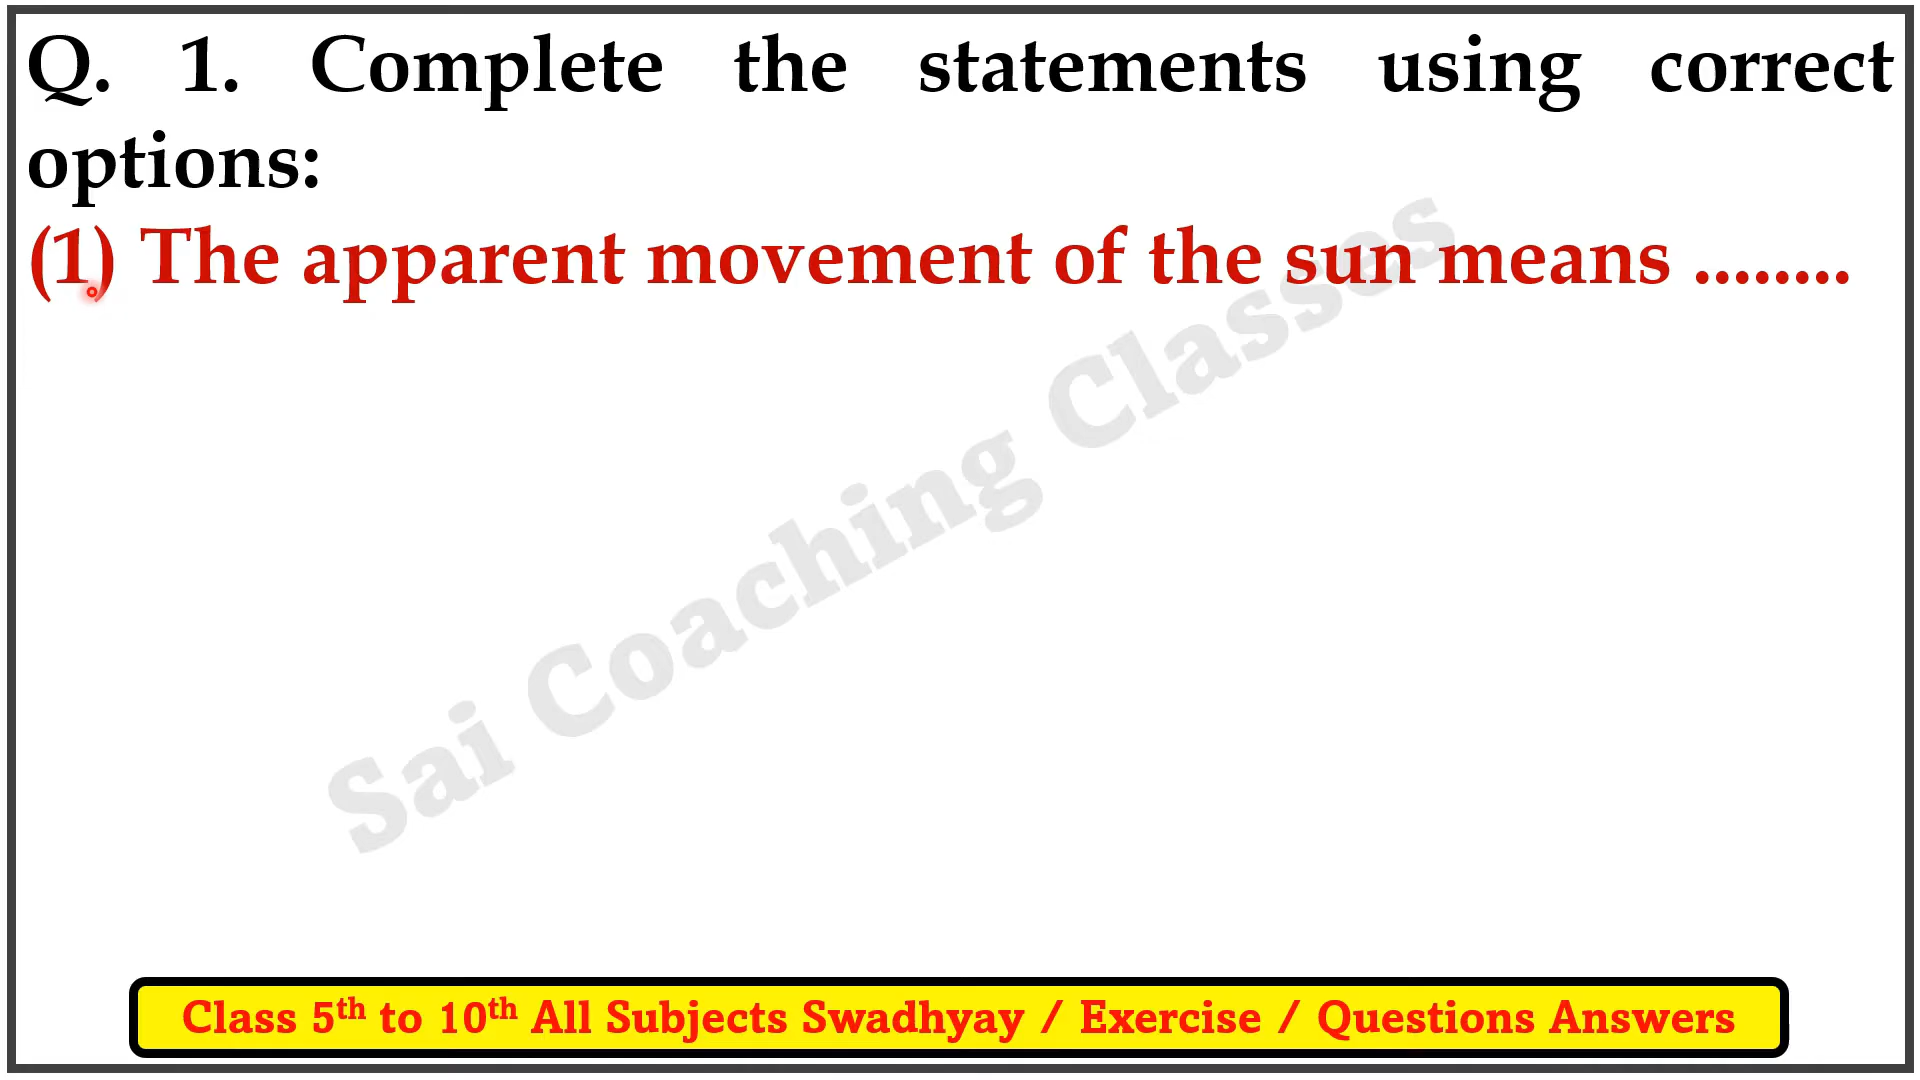 Q. 1. Complete the statements using correct
options:
(1) The apparent movement of the sun means ........
Sai Coaching Classes
Class 5th to 10th All Subjects Swadhyay / Exercise / Questions Answers